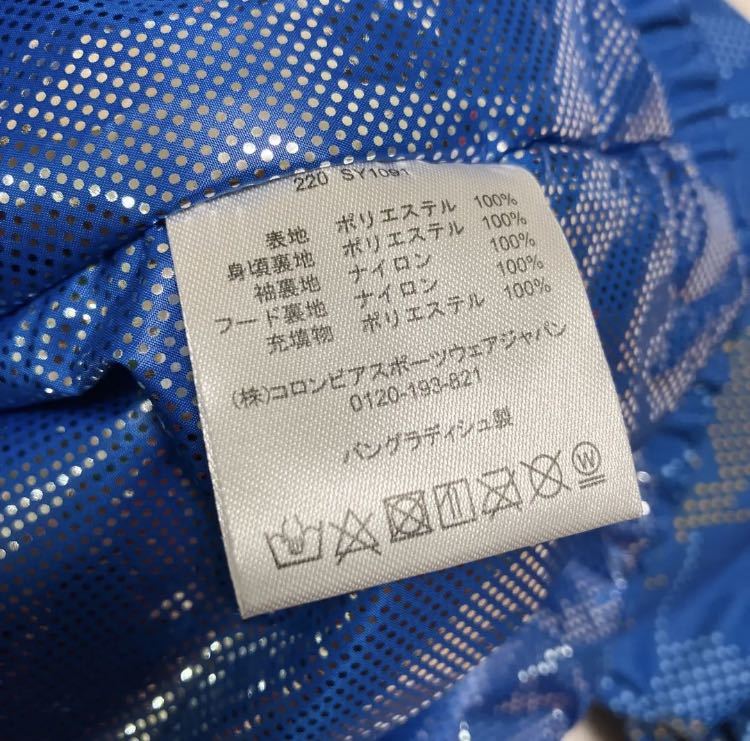 220 SY1091
表地 ポリエステル 100%
身頃裏地 ポリエステル 100%
袖裏地 ナイロン 100%
フード裏地 ナイロン 100%
充填物 ポリエステル 100%
(株)コロンビアスポーツウェアジャパン
0120-193-821
バングラディシュ製
W